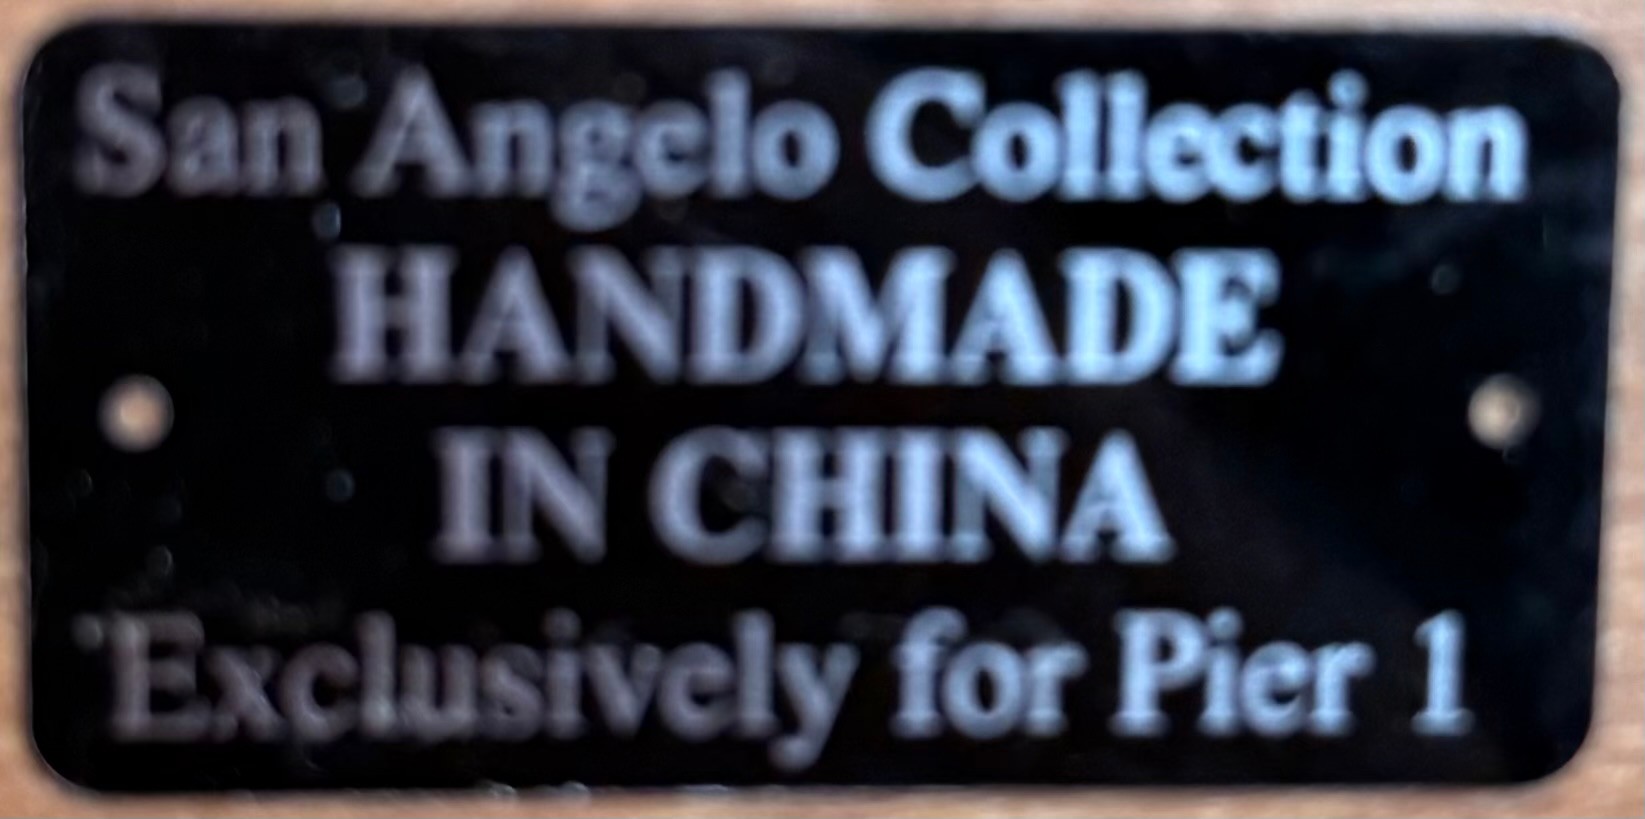 San Angelo Collection
HANDMADE
IN CHINA
Exclusively for Pier 1